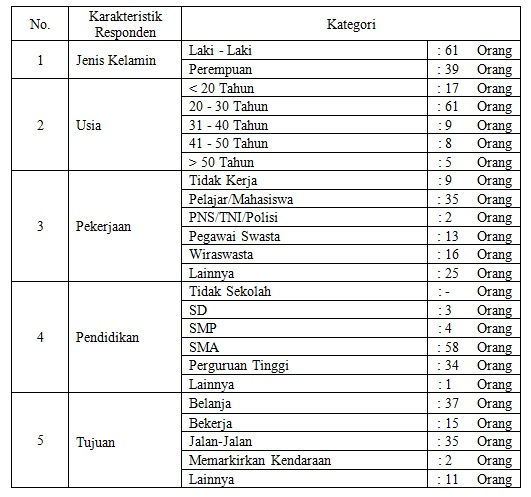 No. Karakteristik Responden Kategori
1 Jenis Kelamin Laki - Laki : 61 Orang
Perempuan : 39 Orang
2 Usia < 20 Tahun : 17 Orang
20 - 30 Tahun : 61 Orang
31 - 40 Tahun : 9 Orang
41 - 50 Tahun : 8 Orang
> 50 Tahun : 5 Orang
3 Pekerjaan Tidak Kerja : 9 Orang
Pelajar/Mahasiswa : 35 Orang
PNS/TNI/Polisi : 2 Orang
Pegawai Swasta : 13 Orang
Wiraswasta : 16 Orang
Lainnya : 25 Orang
4 Pendidikan Tidak Sekolah : - Orang
SD : 3 Orang
SMP : 4 Orang
SMA : 58 Orang
Perguruan Tinggi : 34 Orang
Lainnya : 1 Orang
5 Tujuan Belanja : 37 Orang
Bekerja : 15 Orang
Jalan-Jalan : 35 Orang
Memarkirkan Kendaraan : 2 Orang
Lainnya : 11 Orang